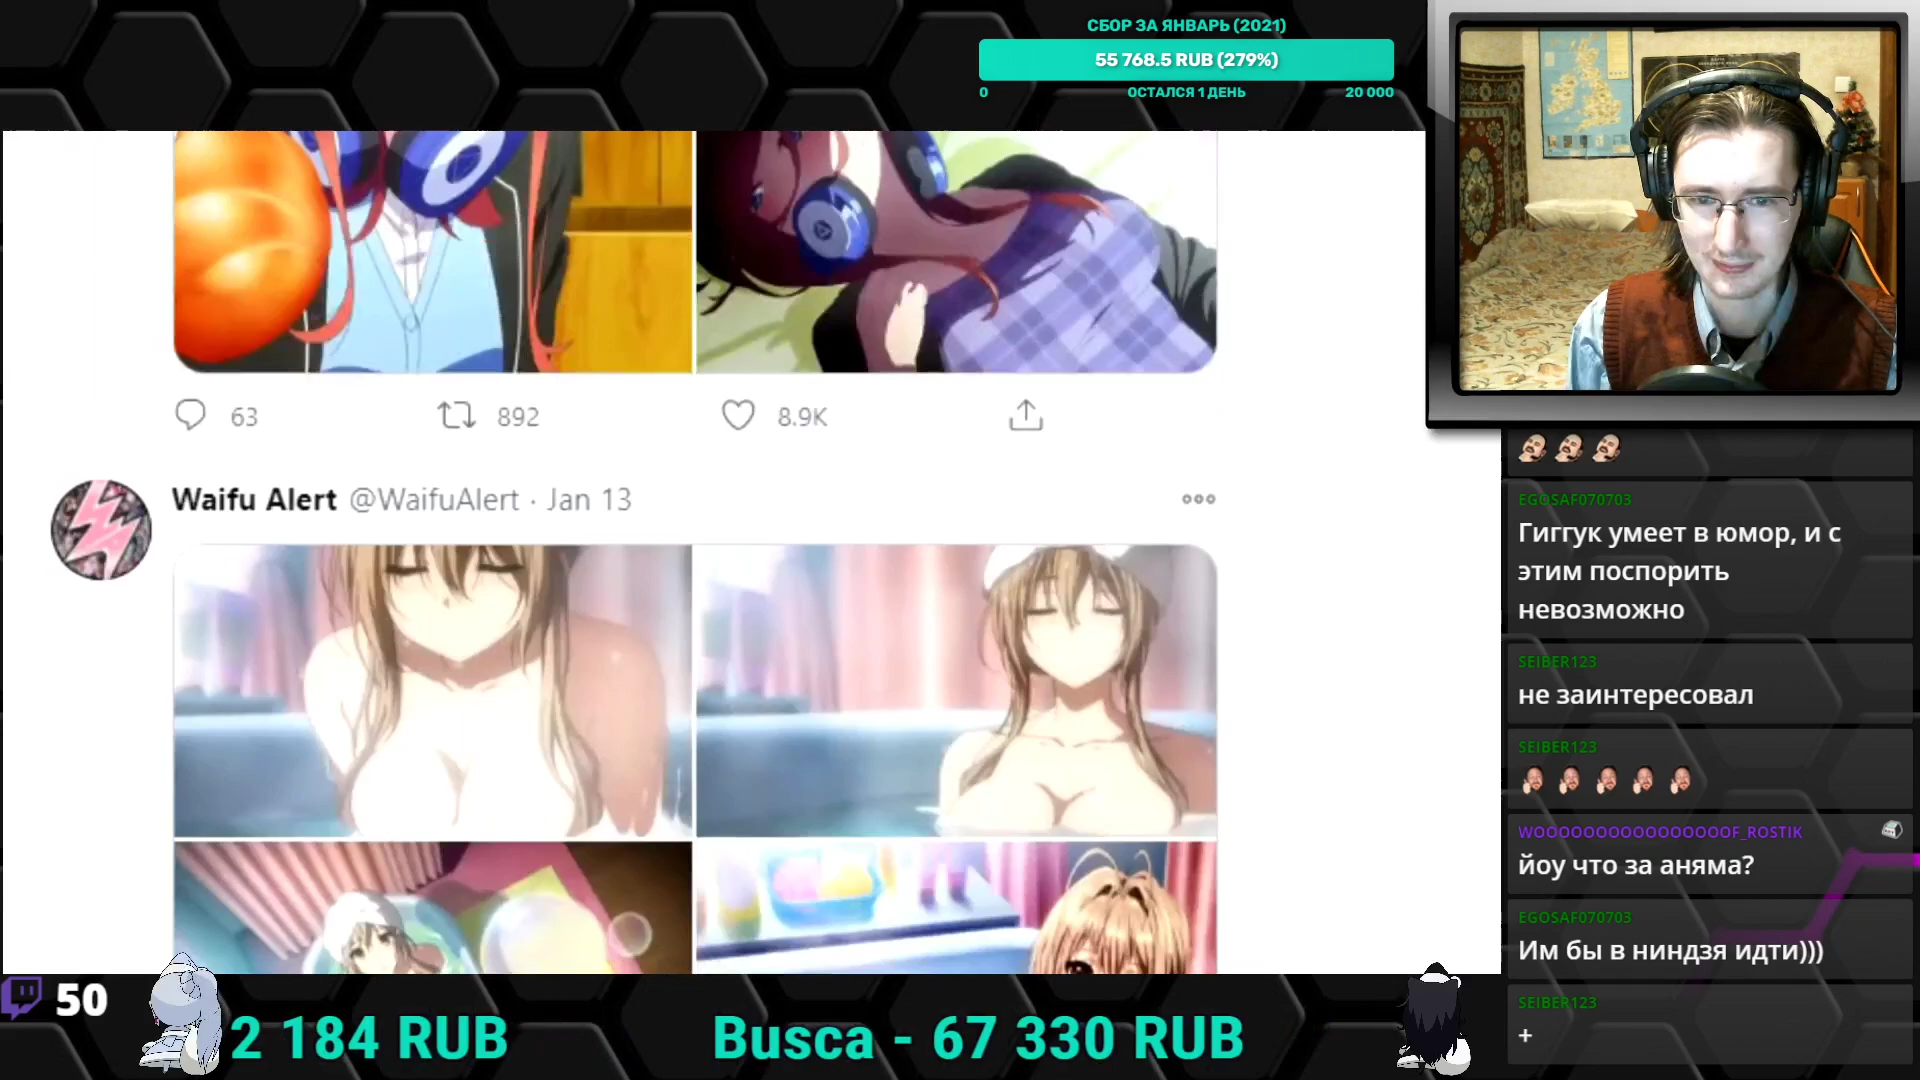 СБОР ЗА ЯНВАРЬ (2021)
55 768.5 RUB (279%)
0 ОСТАЛСЯ 1 ДЕНЬ 20 000
63 892 8.9K
Waifu Alert @WaifuAlert · Jan 13
EGOSAF070703
Гиггук умеет в юмор, и с
этим поспорить
невозможно
SEIBER123
не заинтересовал
SEIBER123
WOOOOOOOOOOOOOOOOF_ROSTIK
йоу что за аняма?
EGOSAF070703
Им бы в ниндзя идти)))
SEIBER123
+
50
2 184 RUB
Busca - 67 330 RUB